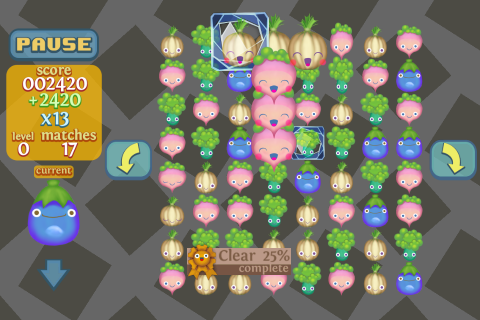 PAUSE
score
002420
+2420
x13
level matches
0 17
current
Clear 25%
complete